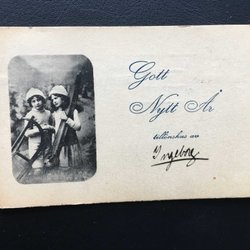 Gott
Nytt År
tillönskas av
Ingeborg